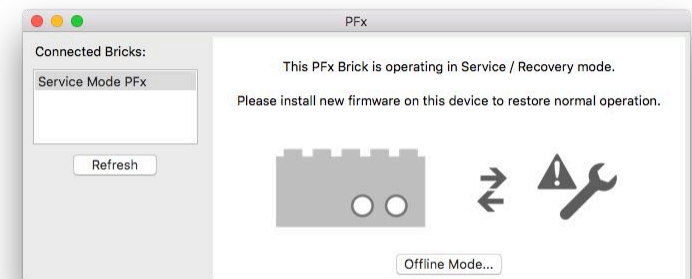 PFx
Connected Bricks:
Service Mode PFx
Refresh
This PFx Brick is operating in Service / Recovery mode.
Please install new firmware on this device to restore normal operation.
Offline Mode...